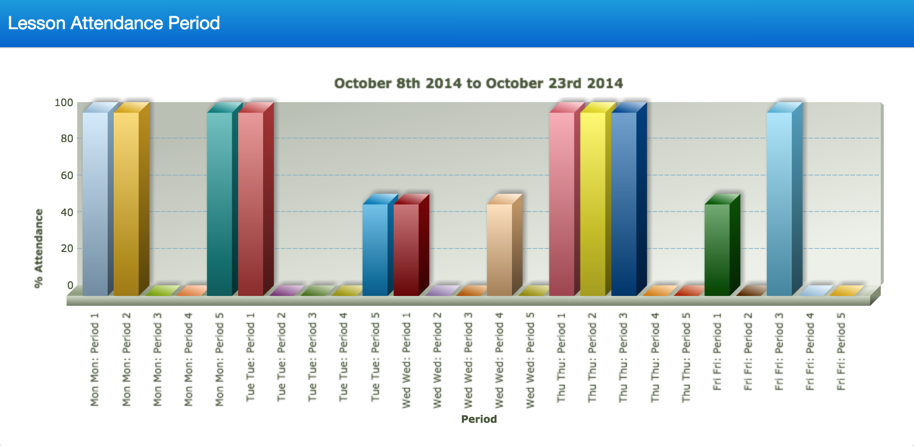 Lesson Attendance Period
October 8th 2014 to October 23rd 2014
% Attendance
100
80
60
40
20
0
Mon Mon: Period 1
Mon Mon: Period 2
Mon Mon: Period 3
Mon Mon: Period 4
Mon Mon: Period 5
Tue Tue: Period 1
Tue Tue: Period 2
Tue Tue: Period 3
Tue Tue: Period 4
Tue Tue: Period 5
Wed Wed: Period 1
Wed Wed: Period 2
Wed Wed: Period 3
Wed Wed: Period 4
Wed Wed: Period 5
Thu Thu: Period 1
Thu Thu: Period 2
Thu Thu: Period 3
Thu Thu: Period 4
Thu Thu: Period 5
Fri Fri: Period 1
Fri Fri: Period 2
Fri Fri: Period 3
Fri Fri: Period 4
Fri Fri: Period 5
Period